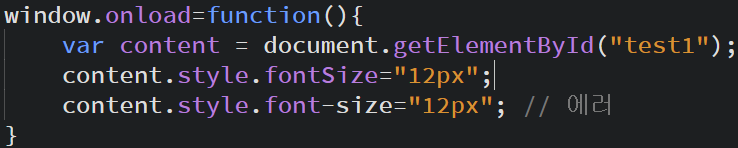 window.onload=function(){
var content = document.getElementById("test1");
content.style.fontSize="12px";
content.style.font-size="12px"; // 에러
}